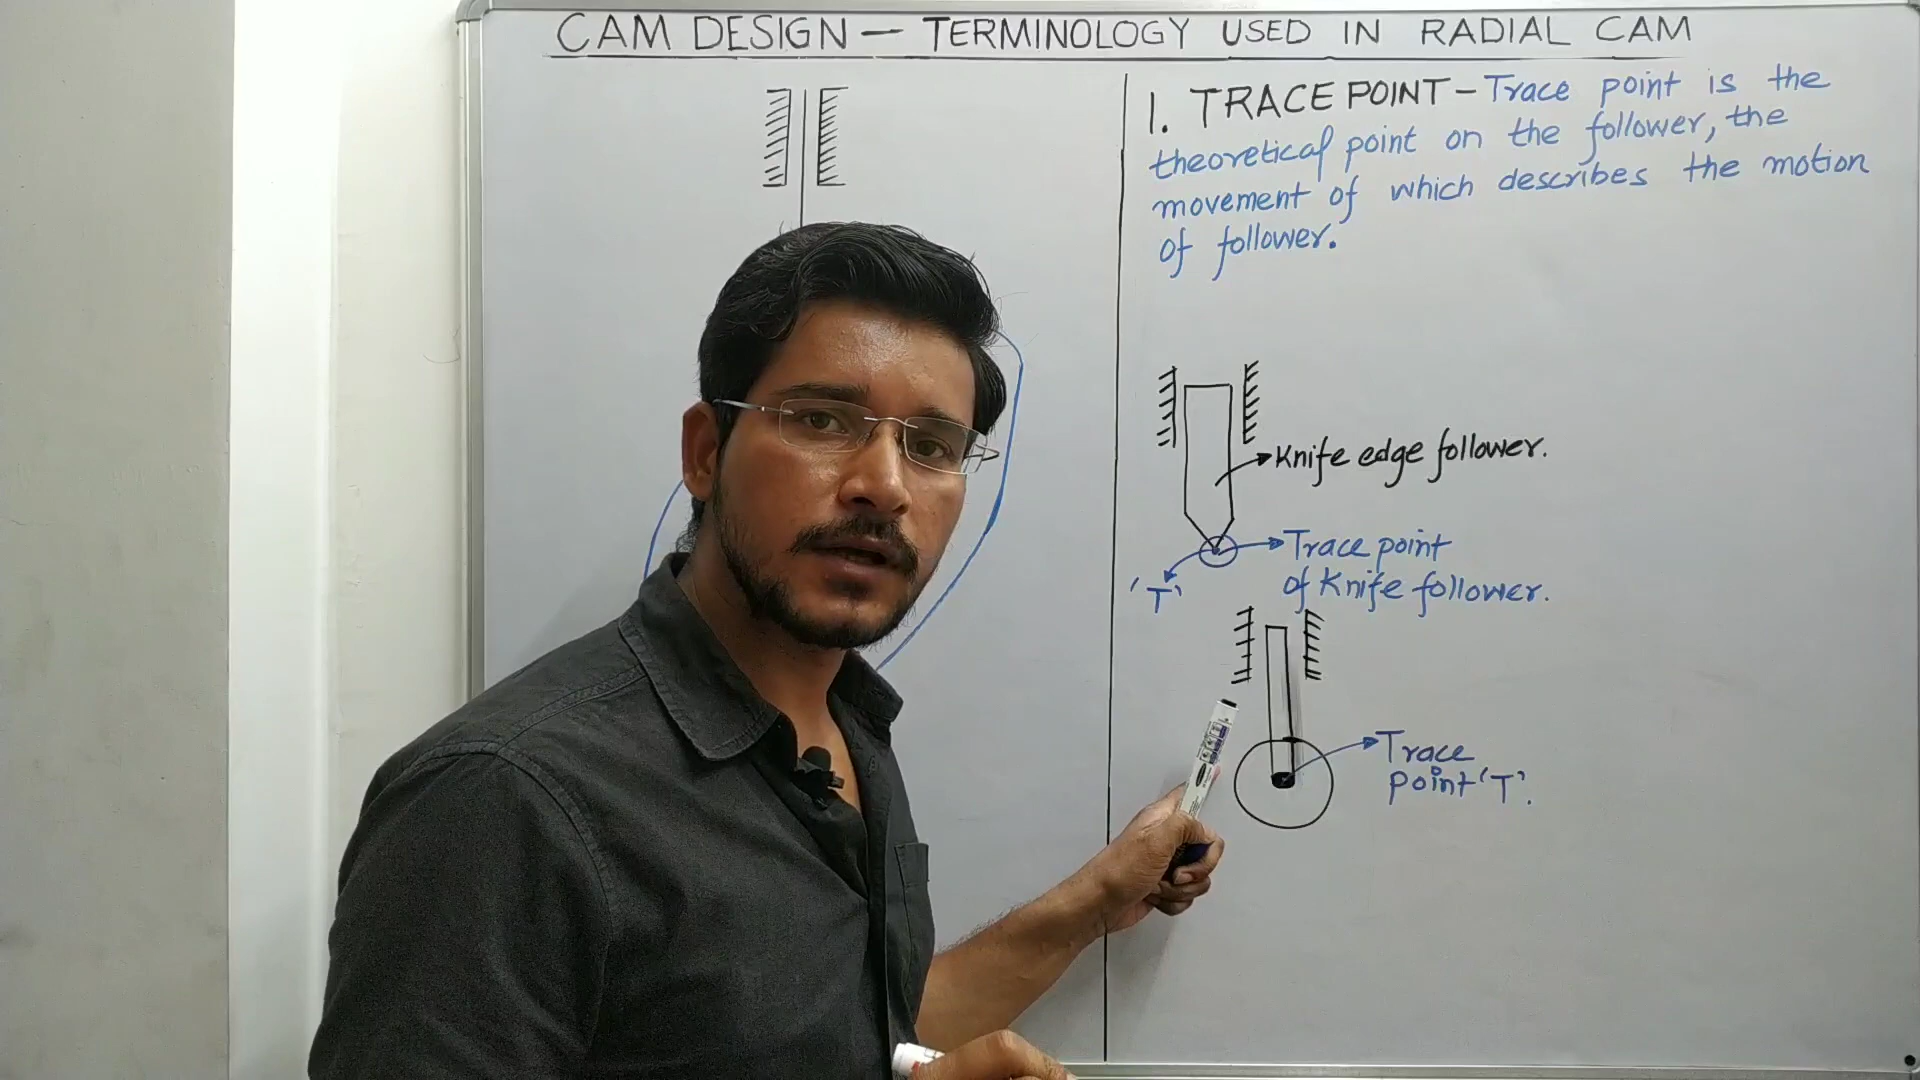 CAM DESIGN — TERMINOLOGY USED IN RADIAL CAM
1. TRACE POINT - Trace point is the
theoretical point on the follower, the
movement of which describes the motion
of follower.
Knife edge follower.
Trace point
of Knife follower.
'T'
Trace
point 'T'.